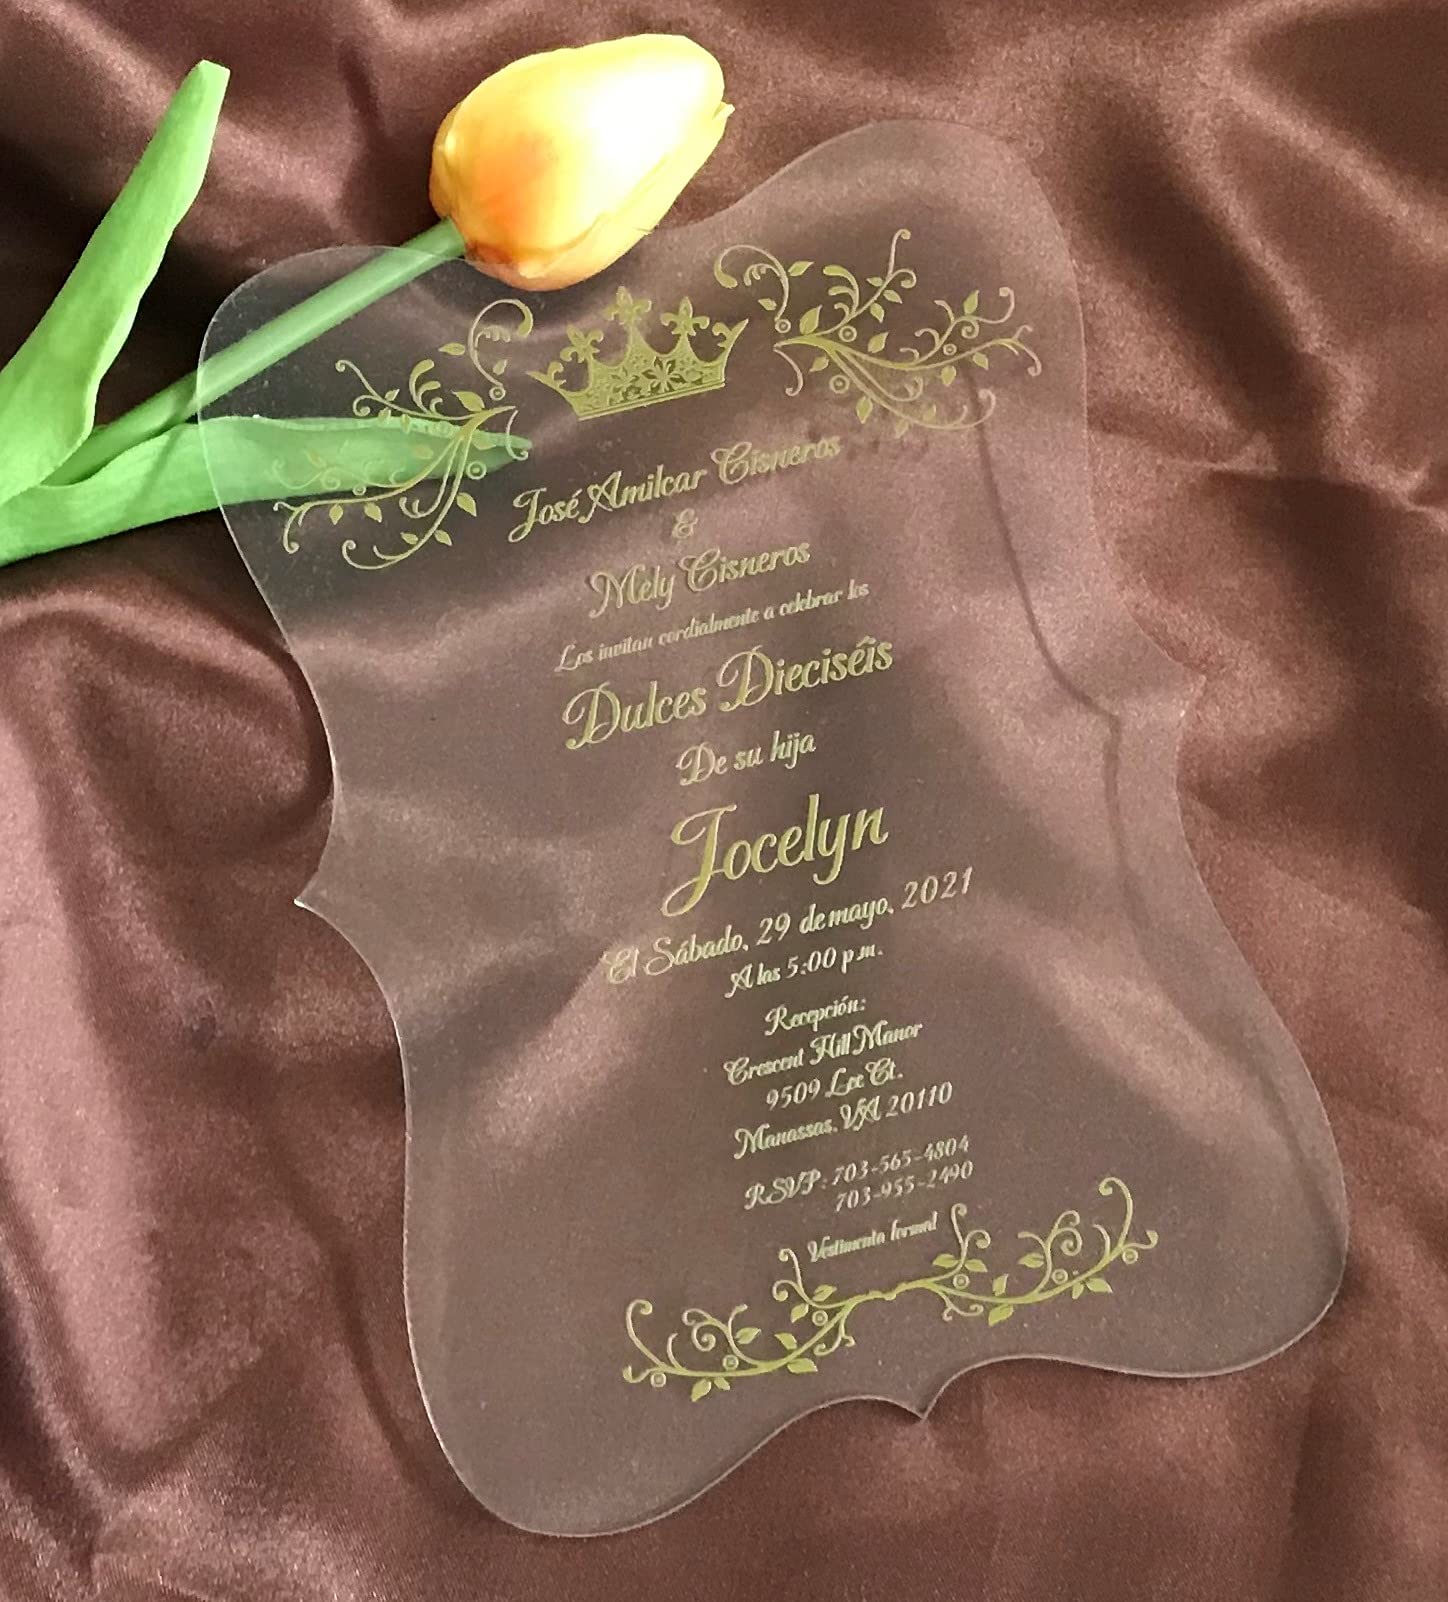 José Amilcar Cisneros
&
Mely Cisneros
Los invitan cordialmente a celebrar los
Dulces Dieciséis
De su hija
Jocelyn
El Sábado, 29 de mayo, 2021
A las 5:00 p.m.
Recepción:
Crescent Hill Manor
9509 Lee Ct.
Manassas, VA 20110
RSVP: 703-565-4804
703-955-2490
Vestimenta formal